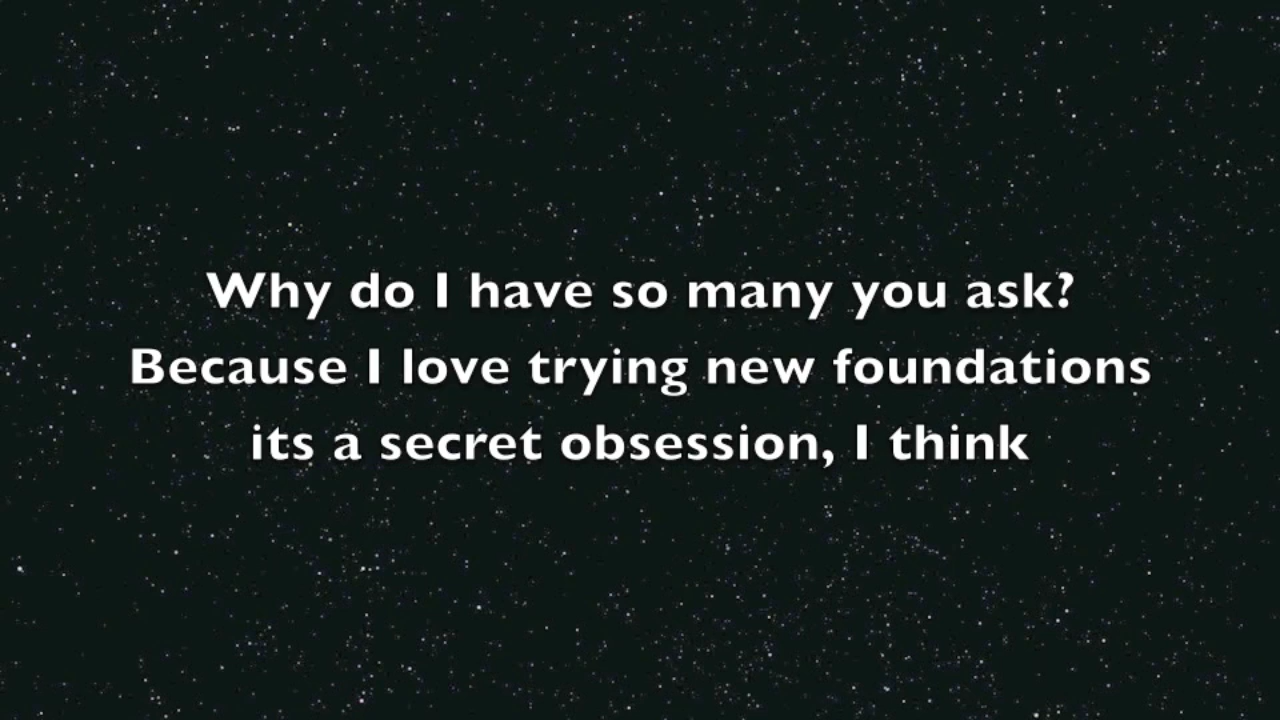 Why do I have so many you ask?
Because I love trying new foundations
its a secret obsession, I think